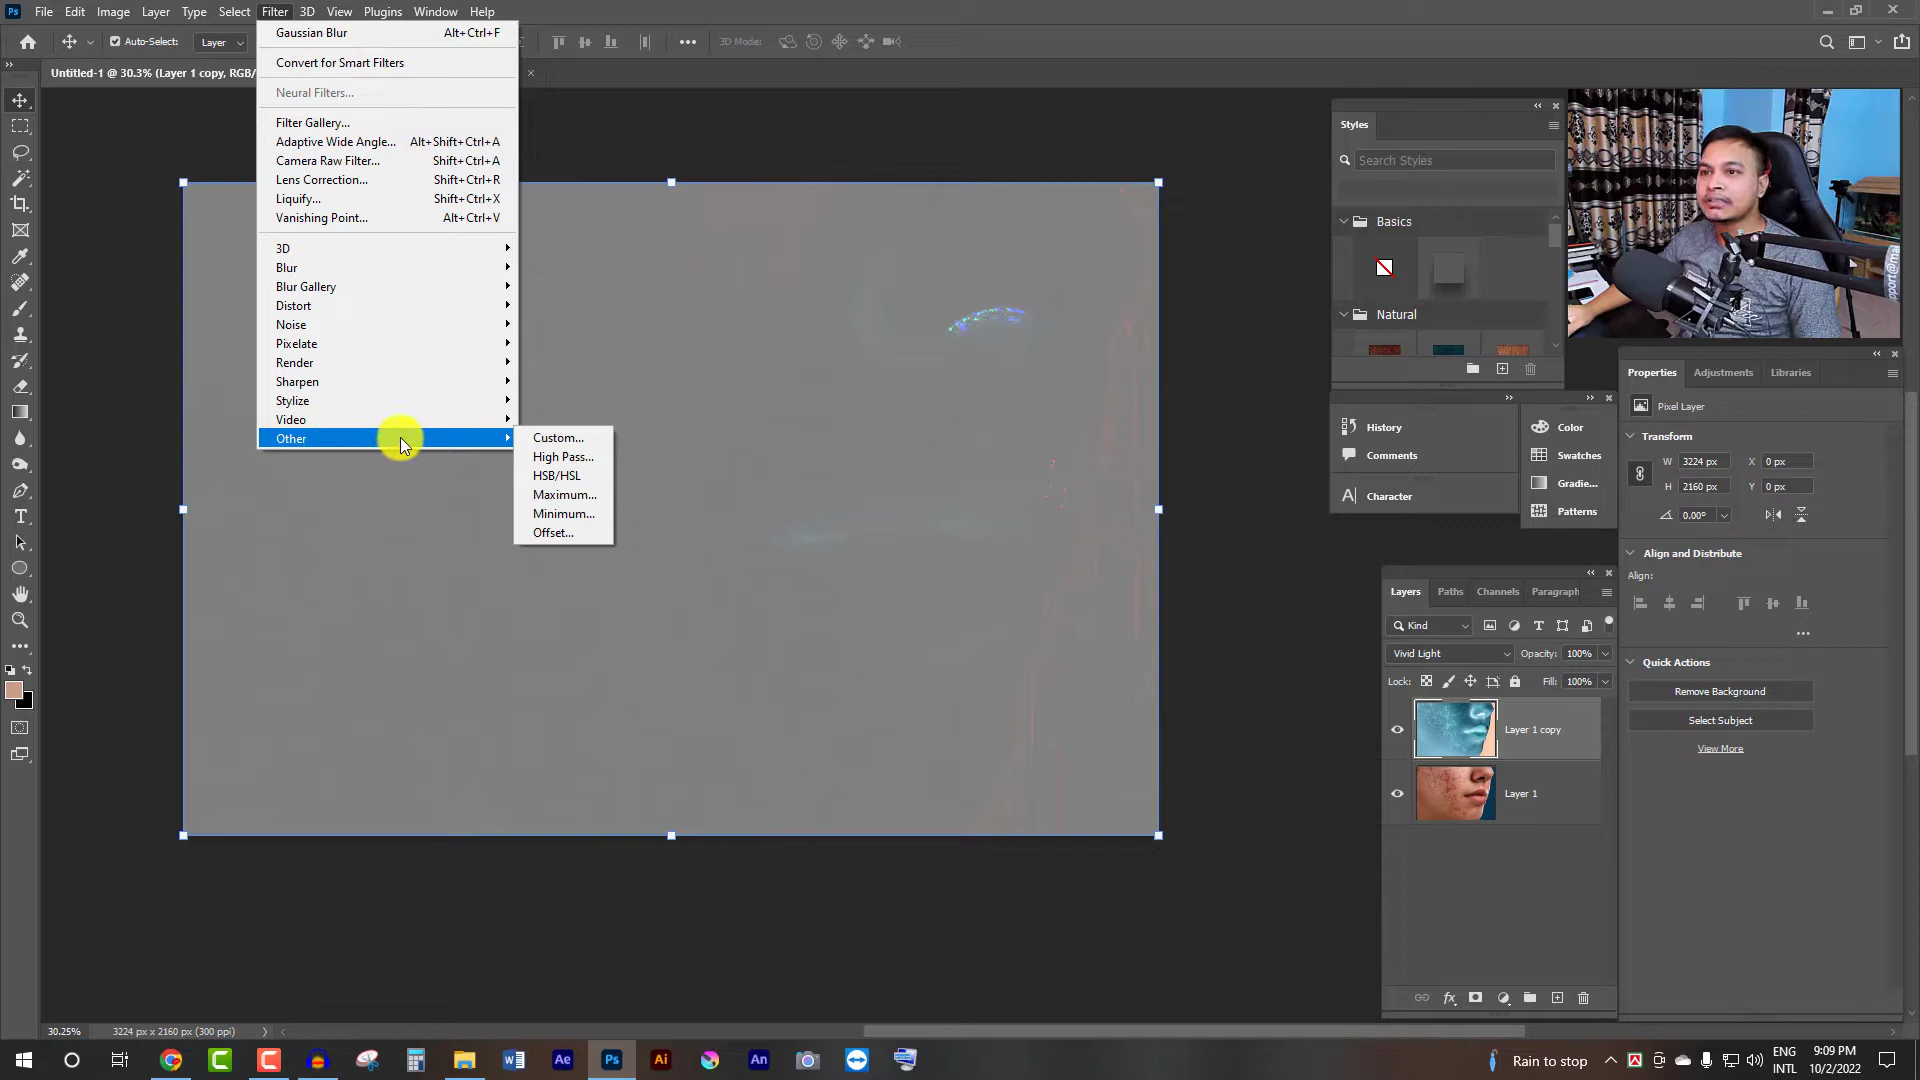 Ps File Edit Image Layer Type Select Filter 3D View Plugins Window Help
Auto-Select: Layer 3D Mode:
Untitled-1 @ 30.3% (Layer 1 copy, RGB/
Gaussian Blur Alt+Ctrl+F
Convert for Smart Filters
Neural Filters...
Filter Gallery...
Adaptive Wide Angle... Alt+Shift+Ctrl+A
Camera Raw Filter... Shift+Ctrl+A
Lens Correction... Shift+Ctrl+R
Liquify... Shift+Ctrl+X
Vanishing Point... Alt+Ctrl+V
3D
Blur
Blur Gallery
Distort
Noise
Pixelate
Render
Sharpen
Stylize
Video
Other
Custom...
High Pass...
HSB/HSL
Maximum...
Minimum...
Offset...
Styles
Search Styles
Basics
Natural
History
Comments
Character
Color
Swatches
Gradie...
Patterns
Properties Adjustments Libraries
Pixel Layer
Transform
W 3224 px X 0 px
H 2160 px Y 0 px
0.00°
Align and Distribute
Align:
Quick Actions
Remove Background
Select Subject
View More
Layers Paths Channels Paragraph
Kind
Vivid Light Opacity: 100%
Lock: Fill: 100%
Layer 1 copy
Layer 1
fx
30.25% 3224 px x 2160 px (300 ppi)
W Ae Ps Ai An
Rain to stop
ENG
INTL
9:09 PM
10/2/2022